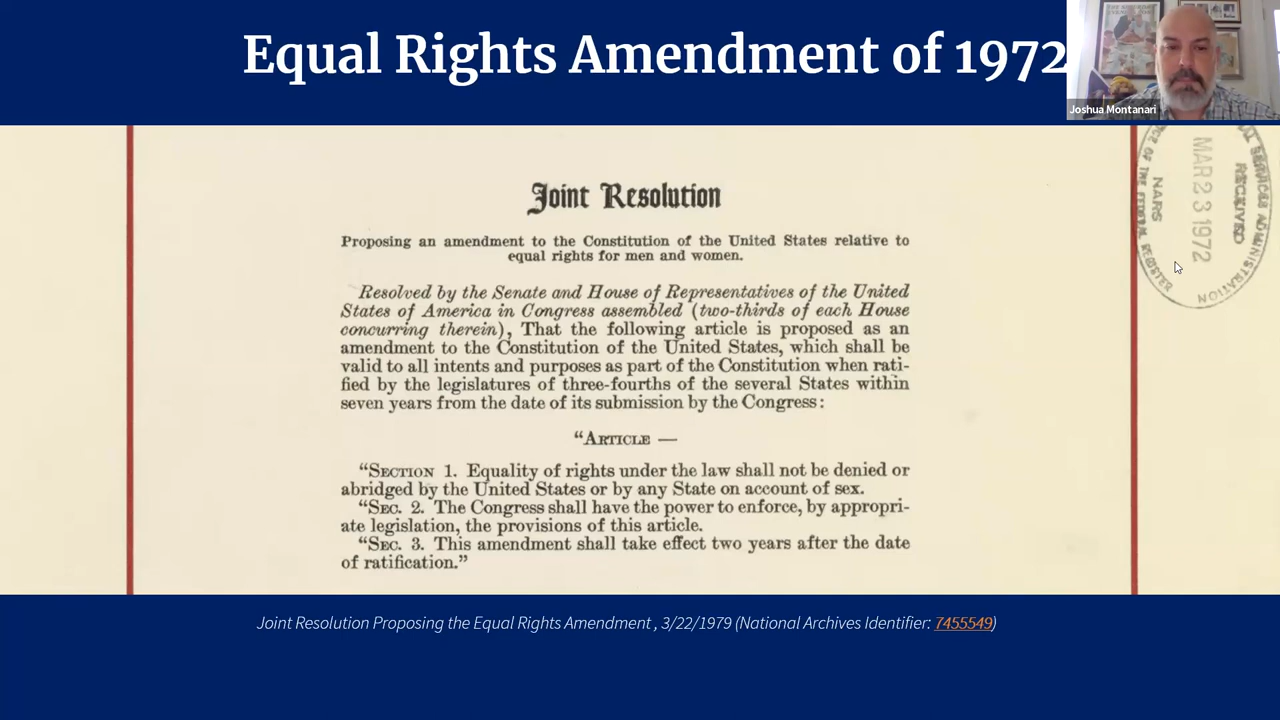 Equal Rights Amendment of 1972
Joshua Montanari
Joint Resolution
Proposing an amendment to the Constitution of the United States relative to
equal rights for men and women.
Resolved by the Senate and House of Representatives of the United
States of America in Congress assembled (two-thirds of each House
concurring therein), That the following article is proposed as an
amendment to the Constitution of the United States, which shall be
valid to all intents and purposes as part of the Constitution when rati-
fied by the legislatures of three-fourths of the several States within
seven years from the date of its submission by the Congress:
"ARTICLE —
"SECTION 1. Equality of rights under the law shall not be denied or
abridged by the United States or by any State on account of sex.
"SEC. 2. The Congress shall have the power to enforce, by appropri-
ate legislation, the provisions of this article.
"SEC. 3. This amendment shall take effect two years after the date
of ratification."
SERVICES ADMINISTRATION
RECEIVED
MAR 23 1972
NARS
OF THE FEDERAL REGISTER
Joint Resolution Proposing the Equal Rights Amendment , 3/22/1979 (National Archives Identifier: 7455549)